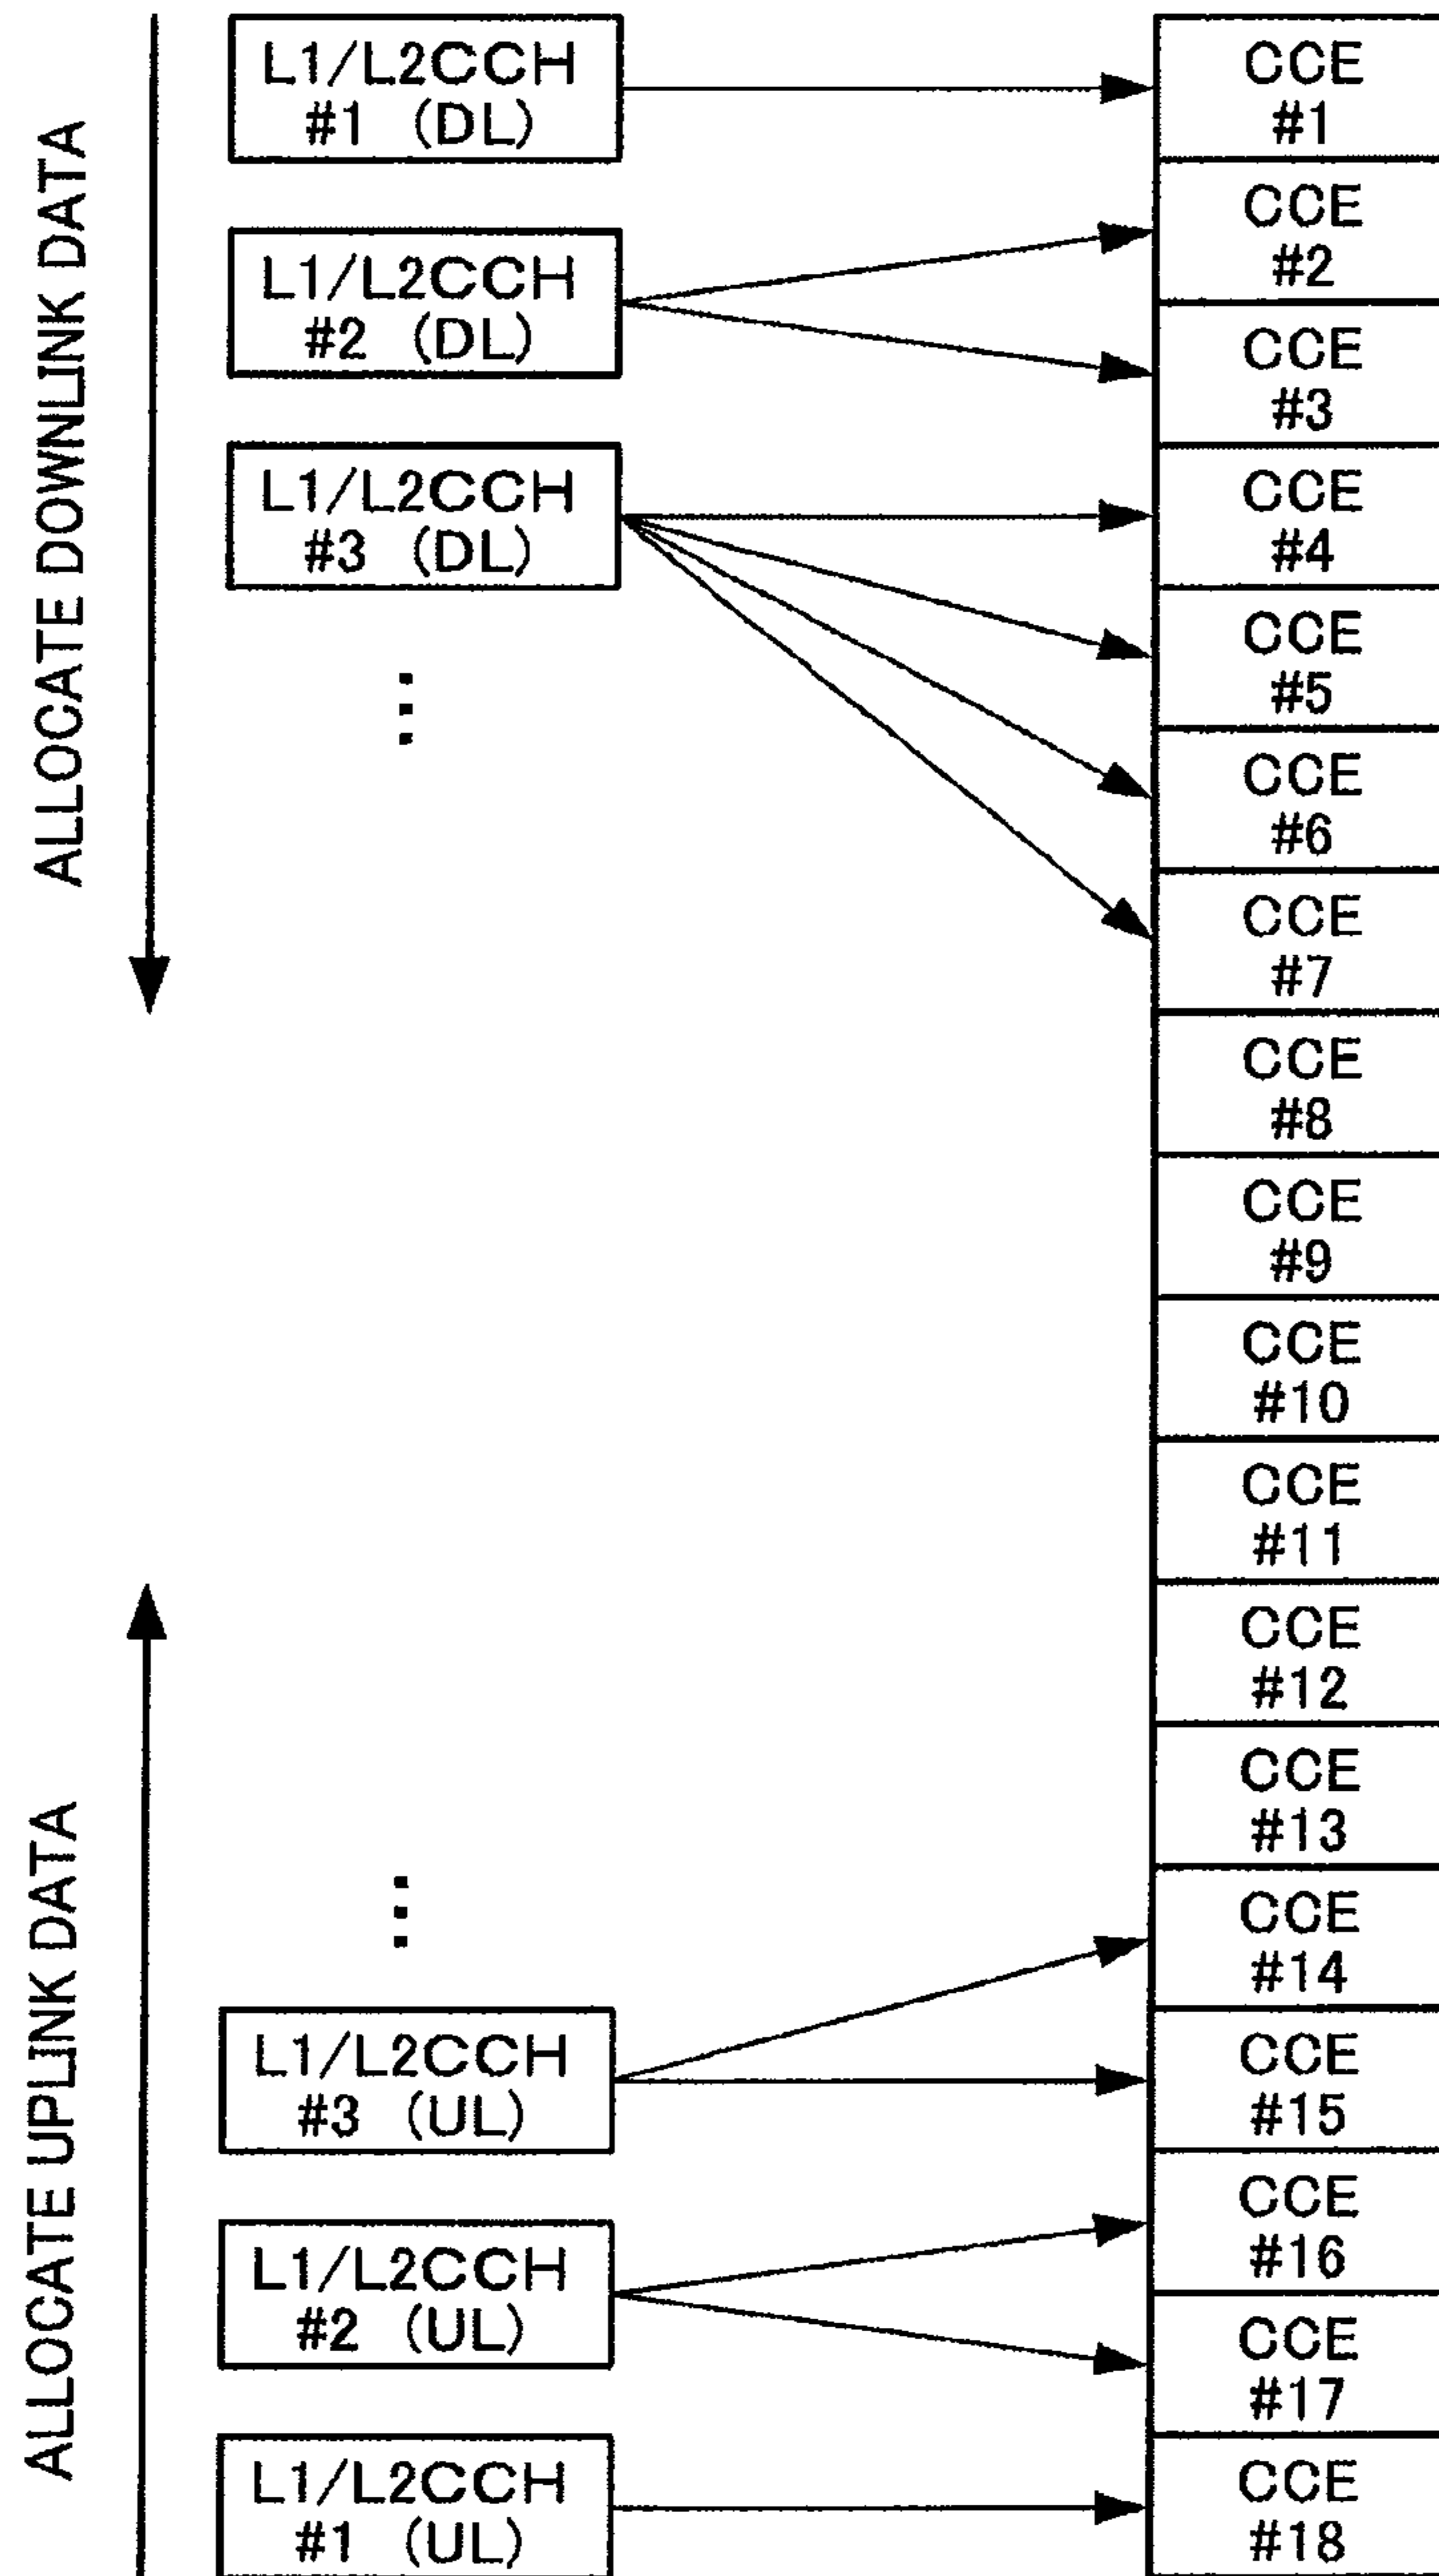 ALLOCATE DOWNLINK DATA
L1/L2CCH
#1 (DL)
L1/L2CCH
#2 (DL)
L1/L2CCH
#3 (DL)
ALLOCATE UPLINK DATA
L1/L2CCH
#3 (UL)
L1/L2CCH
#2 (UL)
L1/L2CCH
#1 (UL)
CCE
#1
CCE
#2
CCE
#3
CCE
#4
CCE
#5
CCE
#6
CCE
#7
CCE
#8
CCE
#9
CCE
#10
CCE
#11
CCE
#12
CCE
#13
CCE
#14
CCE
#15
CCE
#16
CCE
#17
CCE
#18